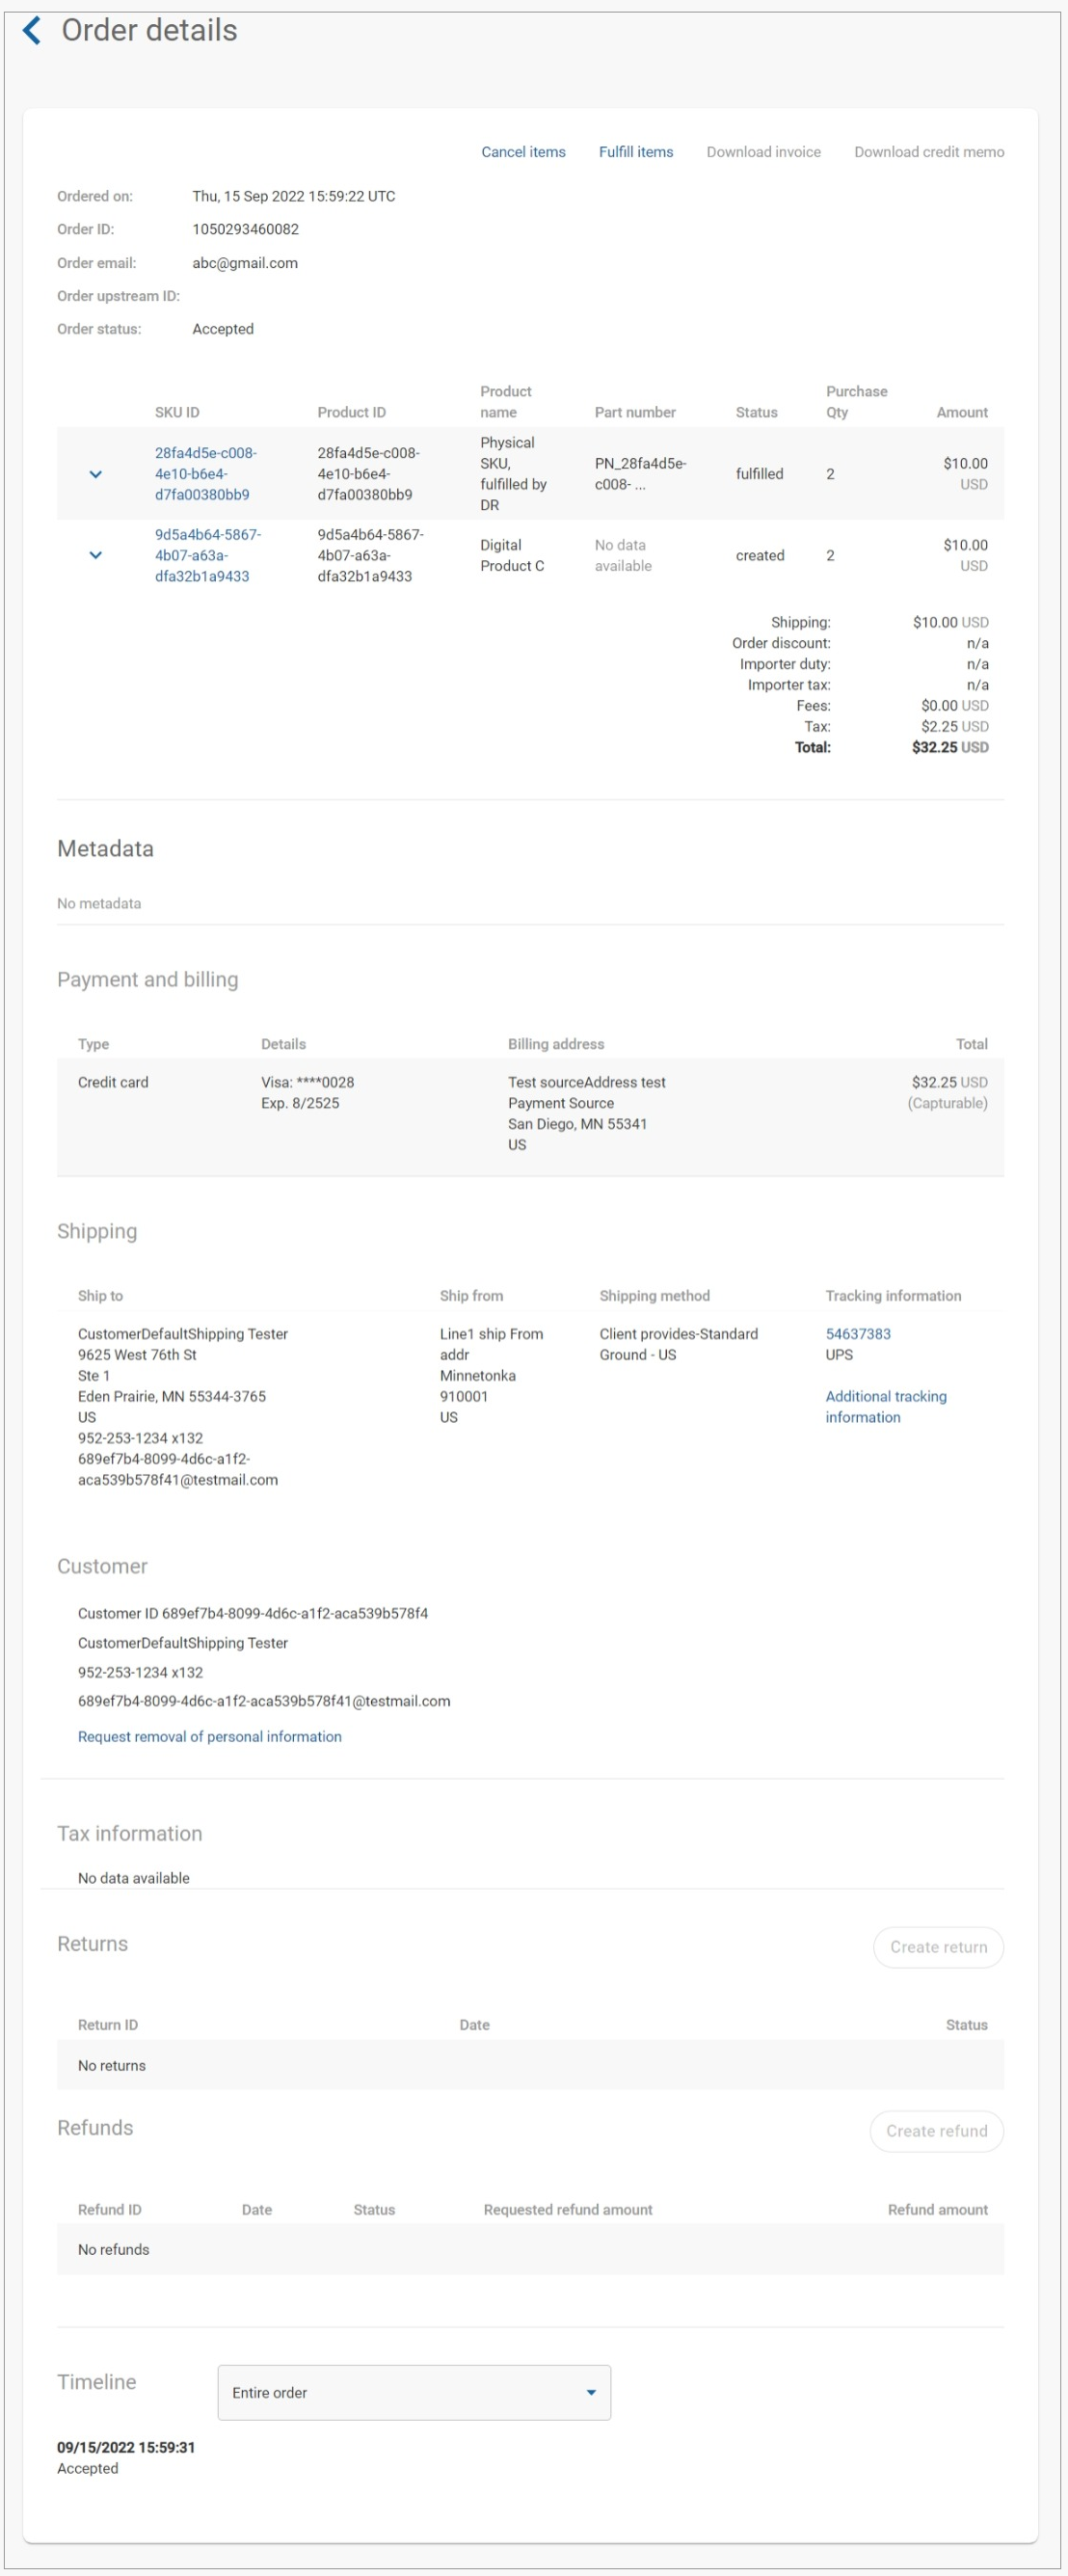 Order details
Cancel items Fulfill items Download invoice Download credit memo
Ordered on: Thu, 15 Sep 2022 15:59:22 UTC
Order ID: 1050293460082
Order email: abc@gmail.com
Order upstream ID:
Order status: Accepted
Product Purchase
SKU ID Product ID name Part number Status Qty Amount
Physical
28fa4d5e-c008- 28fa4d5e-c008- SKU, PN_28fa4d5e- $10.00
4e10-b6e4- 4e10-b6e4- fulfilled by c008- ... fulfilled 2 USD
d7fa00380bb9 d7fa00380bb9 DR
9d5a4b64-5867- 9d5a4b64-5867- Digital No data $10.00
4b07-a63a- 4b07-a63a- Product C available created 2 USD
dfa32b1a9433 dfa32b1a9433
Shipping: $10.00 USD
Order discount: n/a
Importer duty: n/a
Importer tax: n/a
Fees: $0.00 USD
Tax: $2.25 USD
Total: $32.25 USD
Metadata
No metadata
Payment and billing
Type Details Billing address Total
Credit card Visa: ****0028 Test sourceAddress test $32.25 USD
Exp. 8/2525 Payment Source (Capturable)
San Diego, MN 55341
US
Shipping
Ship to Ship from Shipping method Tracking information
CustomerDefaultShipping Tester Line1 ship From Client provides-Standard 54637383
9625 West 76th St addr Ground - US UPS
Ste 1 Minnetonka
Eden Prairie, MN 55344-3765 910001 Additional tracking
US US information
952-253-1234 x132
689ef7b4-8099-4d6c-a1f2-
aca539b578f41@testmail.com
Customer
Customer ID 689ef7b4-8099-4d6c-a1f2-aca539b578f4
CustomerDefaultShipping Tester
952-253-1234 x132
689ef7b4-8099-4d6c-a1f2-aca539b578f41@testmail.com
Request removal of personal information
Tax information
No data available
Returns Create return
Return ID Date Status
No returns
Refunds Create refund
Refund ID Date Status Requested refund amount Refund amount
No refunds
Timeline Entire order
09/15/2022 15:59:31
Accepted